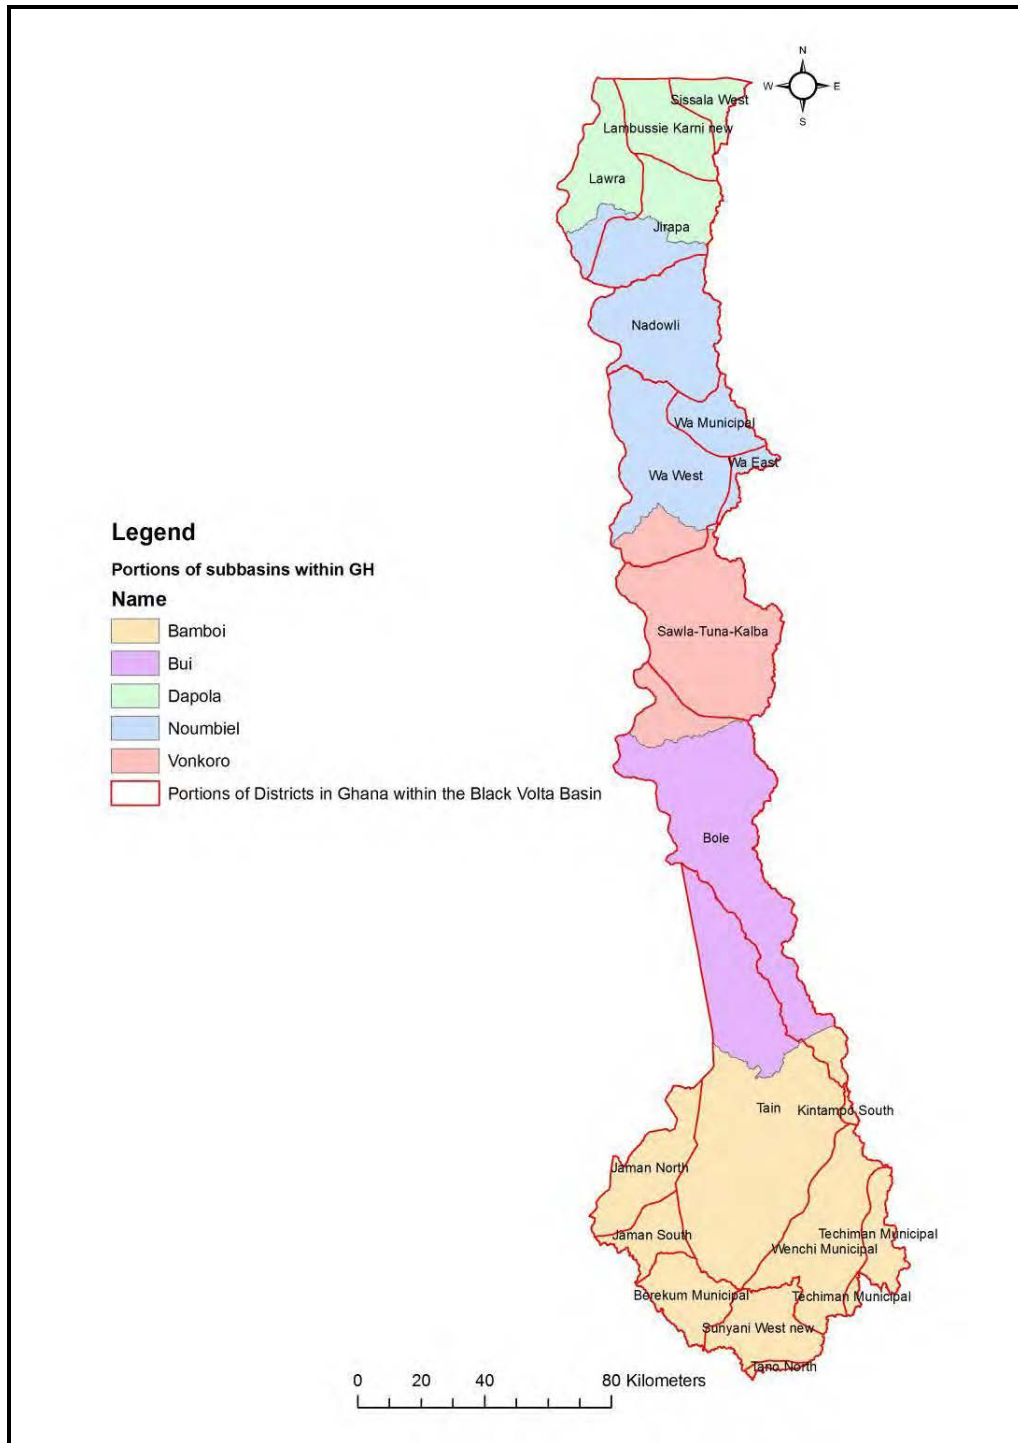 N
W E
S
Sissala West
Lambussie Karni new
Lawra
Jirapa
Nadowli
Wa Municipal
Wa East
Wa West
Legend
Portions of subbasins within GH
Name
Bamboi
Bui
Dapola
Noumbiel
Vonkoro
Portions of Districts in Ghana within the Black Volta Basin
Sawla-Tuna-Kalba
Bole
Tain
Kintampo South
Jaman North
Jaman South
Techiman Municipal
Wenchi Municipal
Berekum Municipal
Techiman Municipal
Sunyani West new
Tano North
0 20 40 80 Kilometers